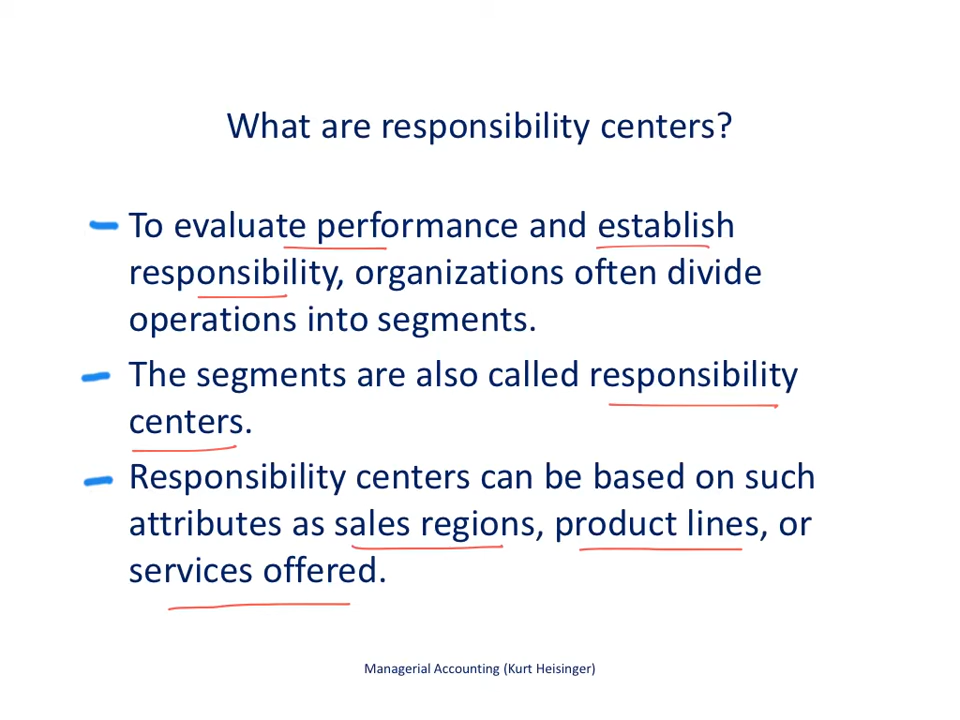 What are responsibility centers?
To evaluate performance and establish
responsibility, organizations often divide
operations into segments.
The segments are also called responsibility
centers.
Responsibility centers can be based on such
attributes as sales regions, product lines, or
services offered.
Managerial Accounting (Kurt Heisinger)